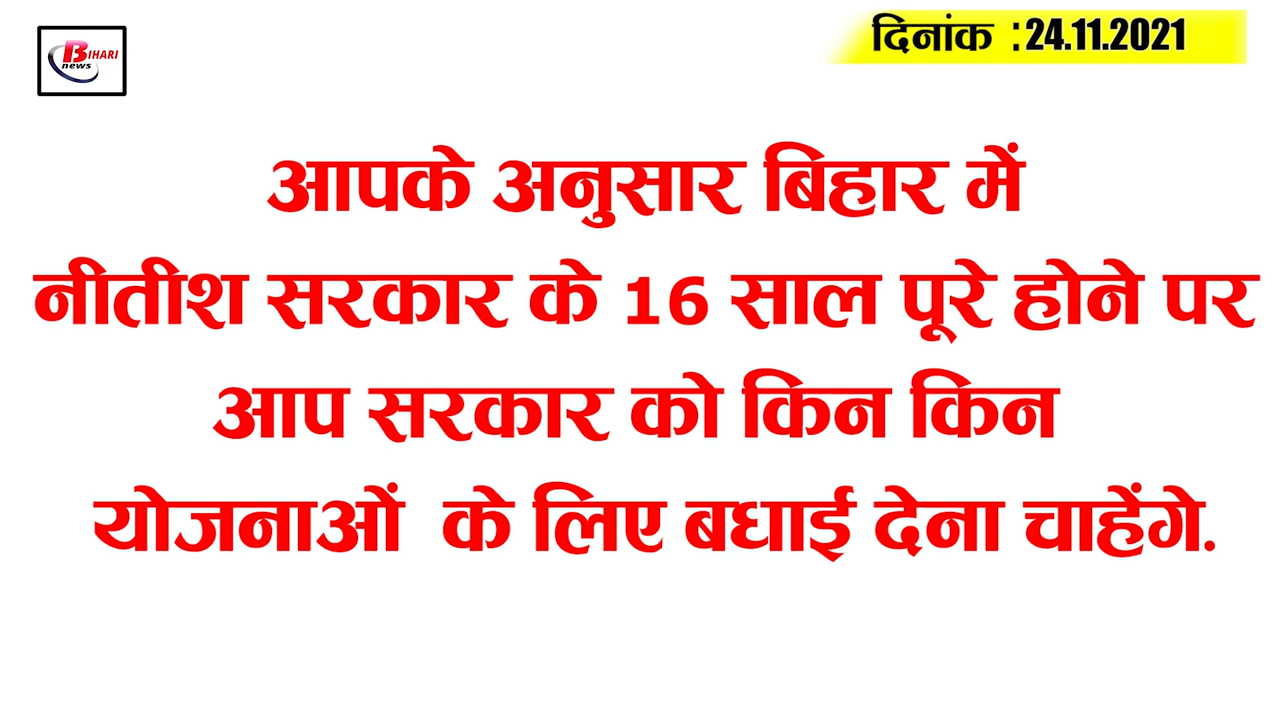 BIHARI
news
दिनांक : 24.11.2021
आपके अनुसार बिहार में
नीतीश सरकार के 16 साल पूरे होने पर
आप सरकार को किन किन
योजनाओं के लिए बधाई देना चाहेंगे.